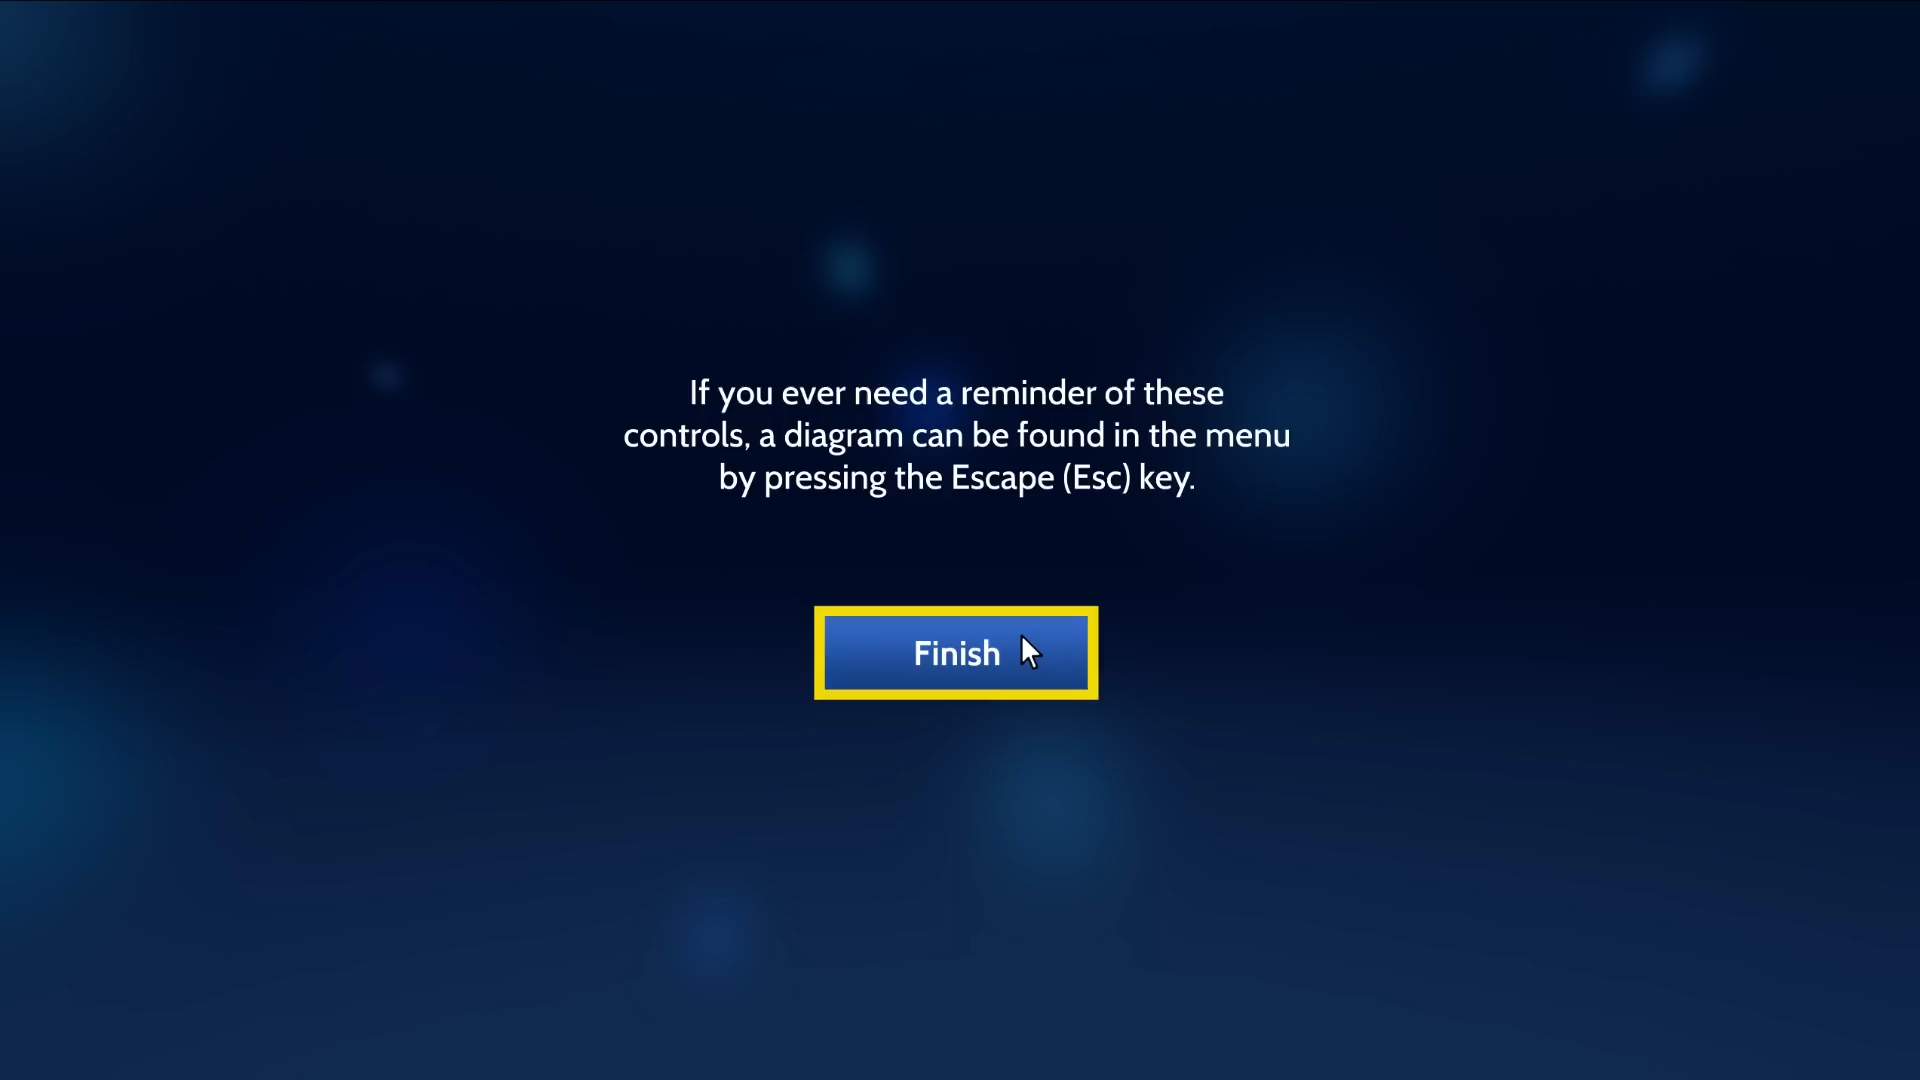 If you ever need a reminder of these
controls, a diagram can be found in the menu
by pressing the Escape (Esc) key.
Finish